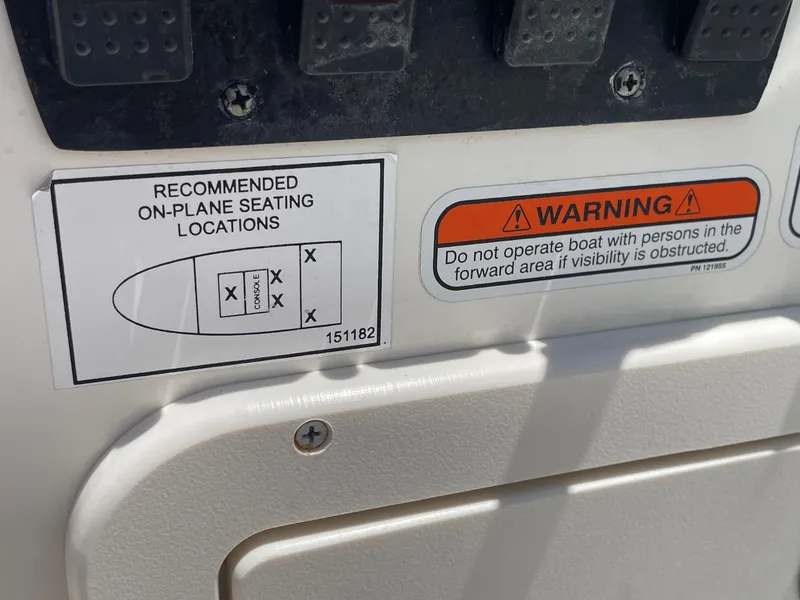 RECOMMENDED
ON-PLANE SEATING
LOCATIONS
X
X
X
CONSOLE
X
X
151182
WARNING
Do not operate boat with persons in the
forward area if visibility is obstructed.
PN 121955